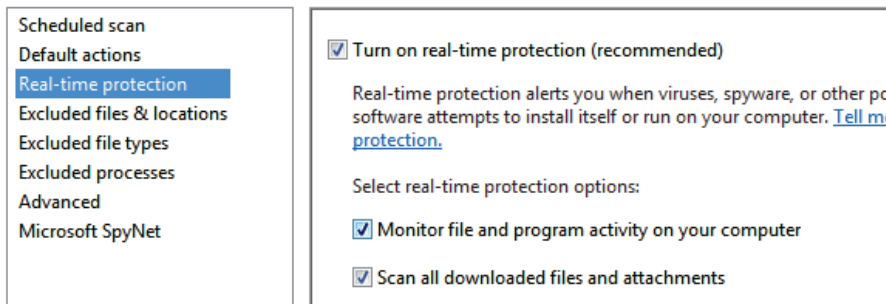 Scheduled scan
Default actions
Real-time protection
Excluded files & locations
Excluded file types
Excluded processes
Advanced
Microsoft SpyNet
Turn on real-time protection (recommended)
Real-time protection alerts you when viruses, spyware, or other po
software attempts to install itself or run on your computer. Tell me
protection.
Select real-time protection options:
Monitor file and program activity on your computer
Scan all downloaded files and attachments